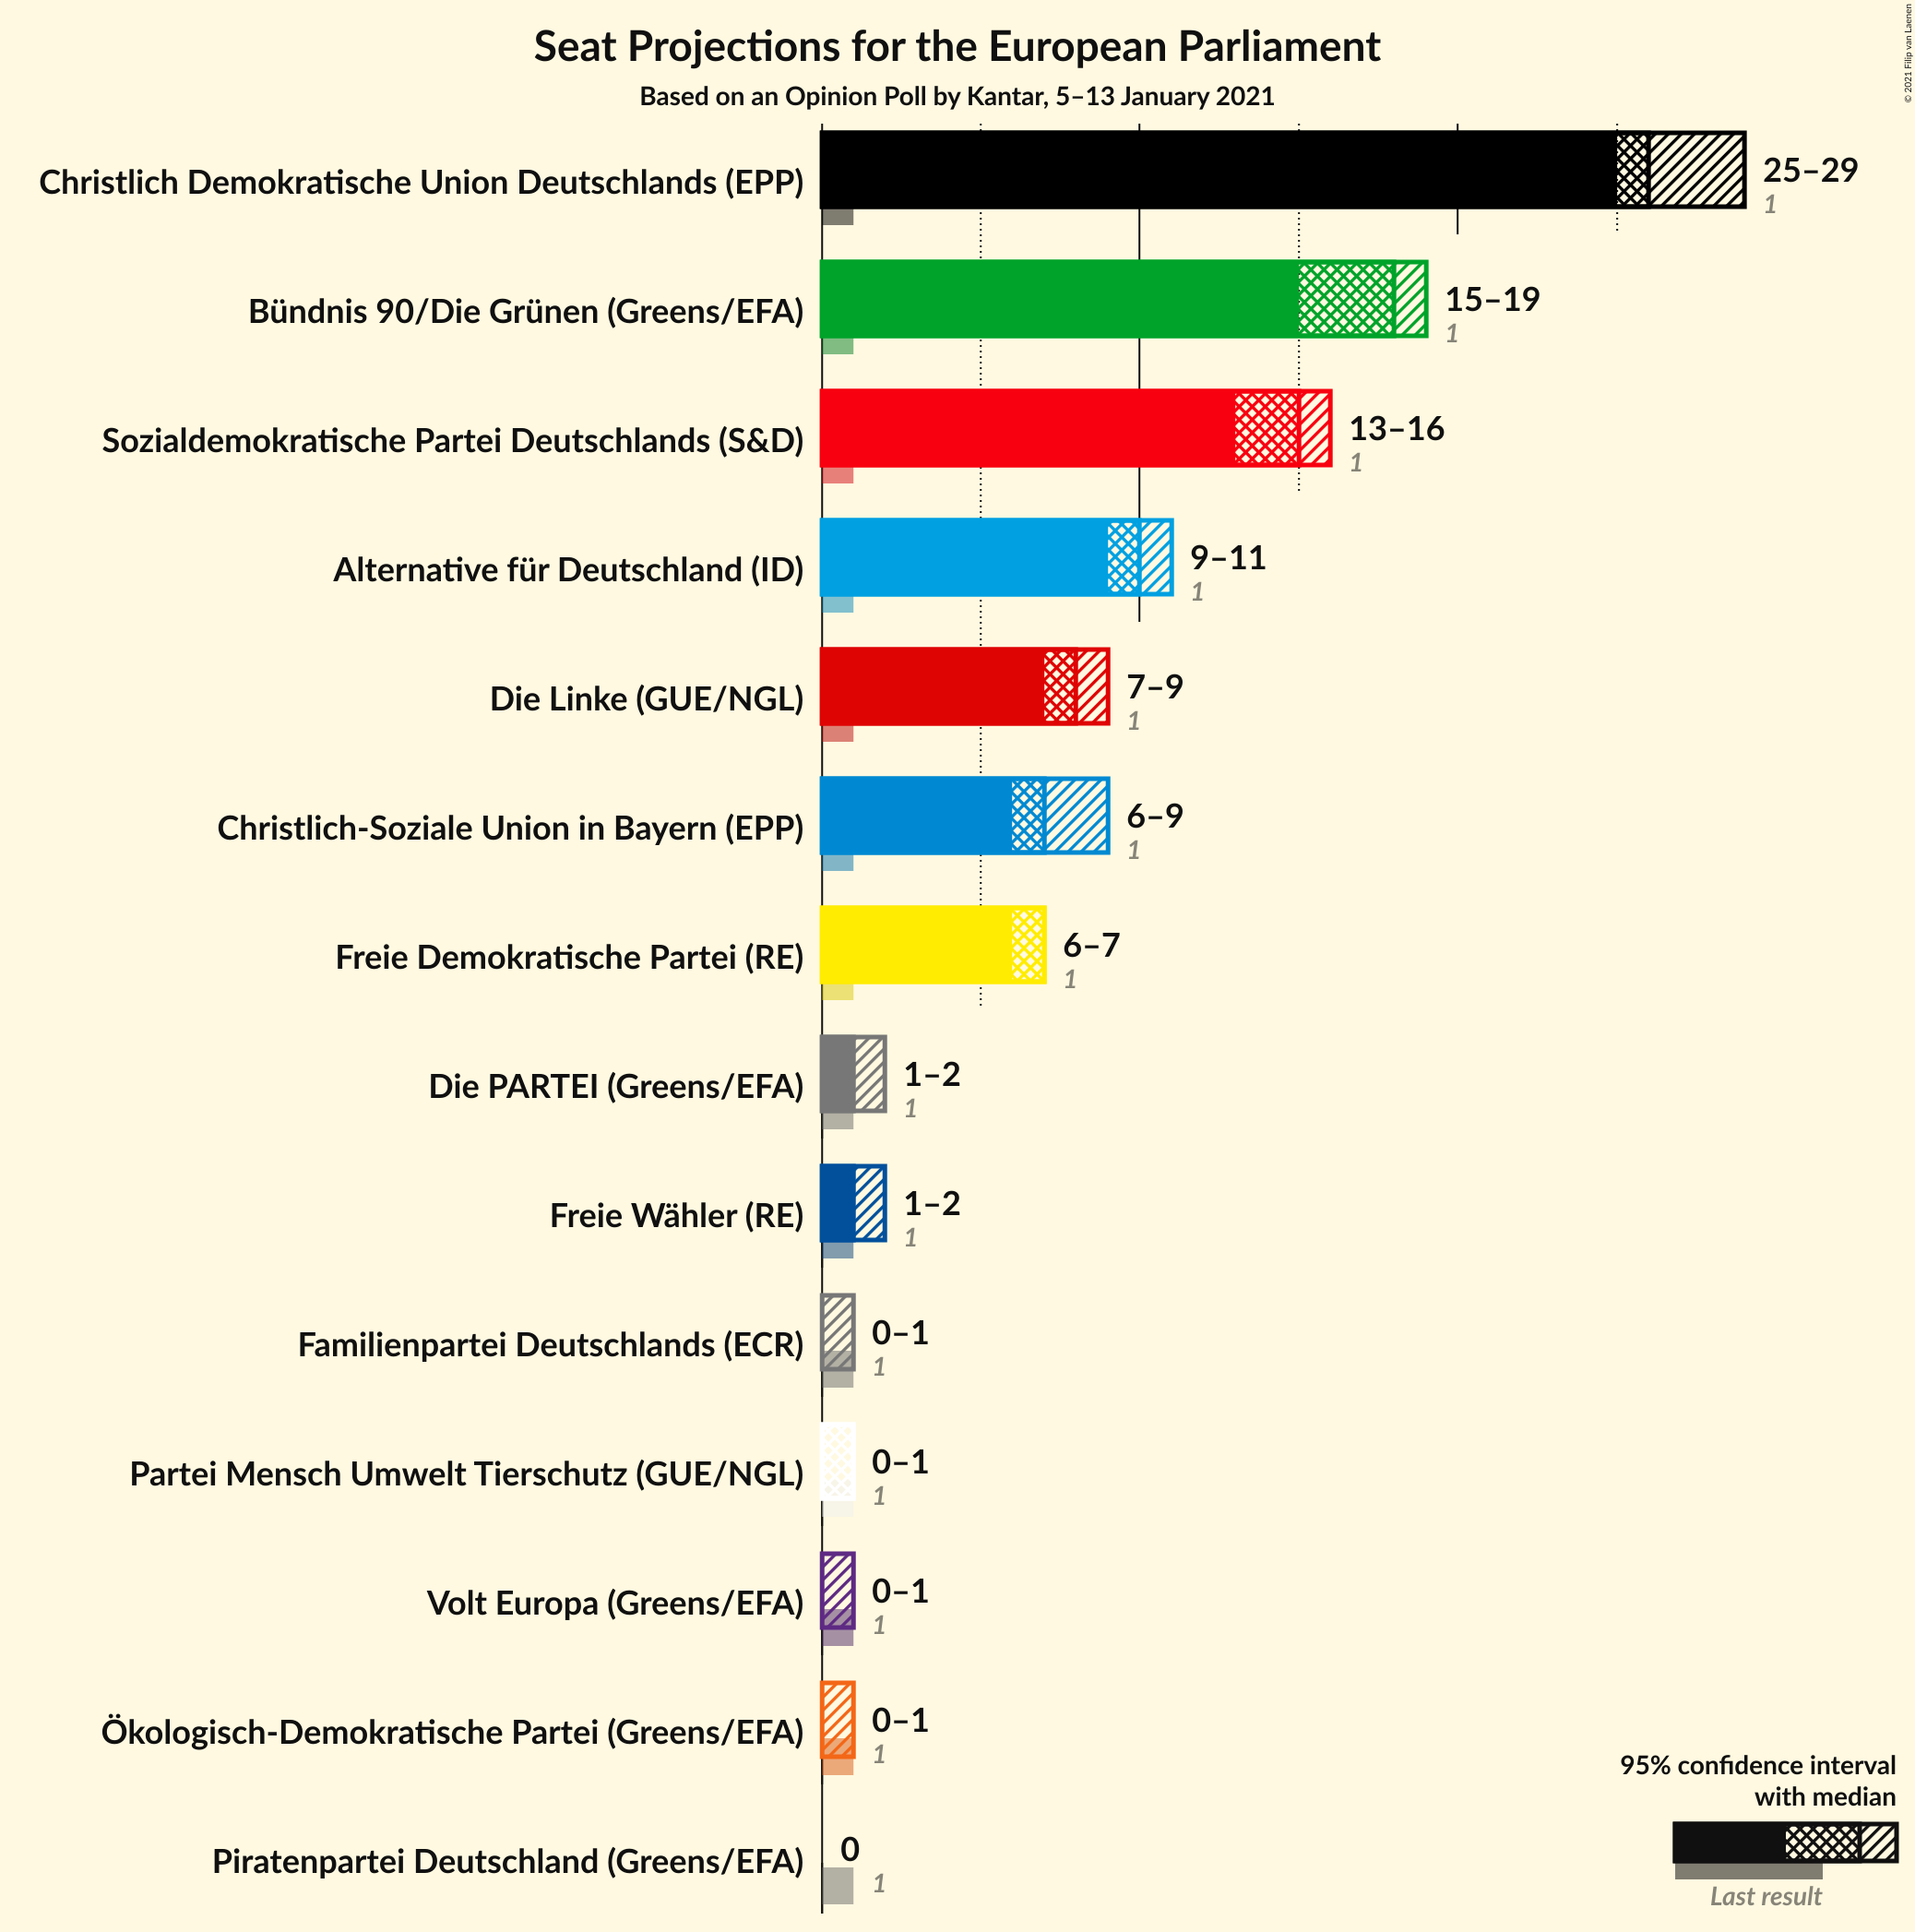 Seat Projections for the European Parliament
Based on an Opinion Poll by Kantar, 5–13 January 2021
© 2021 Filip van Laenen
Christlich Demokratische Union Deutschlands (EPP)
25–29
1
Bündnis 90/Die Grünen (Greens/EFA)
15–19
1
Sozialdemokratische Partei Deutschlands (S&D)
13–16
1
Alternative für Deutschland (ID)
9–11
1
Die Linke (GUE/NGL)
7–9
1
Christlich-Soziale Union in Bayern (EPP)
6–9
1
Freie Demokratische Partei (RE)
6–7
1
Die PARTEI (Greens/EFA)
1–2
1
Freie Wähler (RE)
1–2
1
Familienpartei Deutschlands (ECR)
0–1
1
Partei Mensch Umwelt Tierschutz (GUE/NGL)
0–1
1
Volt Europa (Greens/EFA)
0–1
1
Ökologisch-Demokratische Partei (Greens/EFA)
0–1
1
Piratenpartei Deutschland (Greens/EFA)
0
1
95% confidence interval
with median
Last result